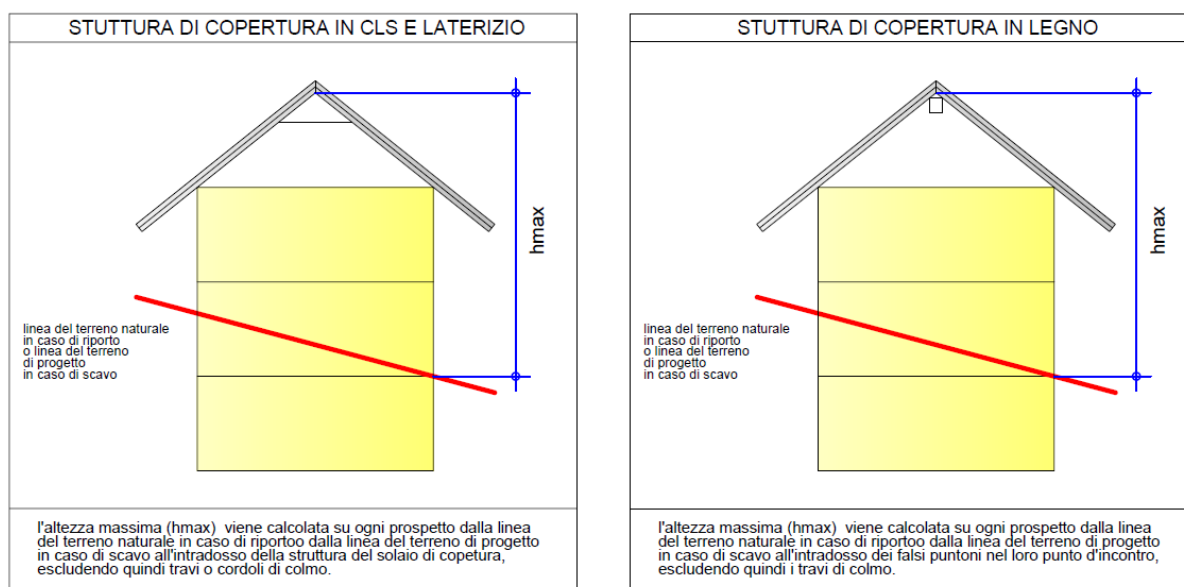 STUTTURA DI COPERTURA IN CLS E LATERIZIO
hmax
linea del terreno naturale
in caso di riporto
o linea del terreno
di progetto
in caso di scavo
l'altezza massima (hmax) viene calcolata su ogni prospetto dalla linea
del terreno naturale in caso di riportoo dalla linea del terreno di progetto
in caso di scavo all'intradosso della struttura del solaio di copetura,
escludendo quindi travi o cordoli di colmo.
STUTTURA DI COPERTURA IN LEGNO
hmax
linea del terreno naturale
in caso di riporto
o linea del terreno
di progetto
in caso di scavo
l'altezza massima (hmax) viene calcolata su ogni prospetto dalla linea
del terreno naturale in caso di riportoo dalla linea del terreno di progetto
in caso di scavo all'intradosso dei falsi puntoni nel loro punto d'incontro,
escludendo quindi i travi di colmo.